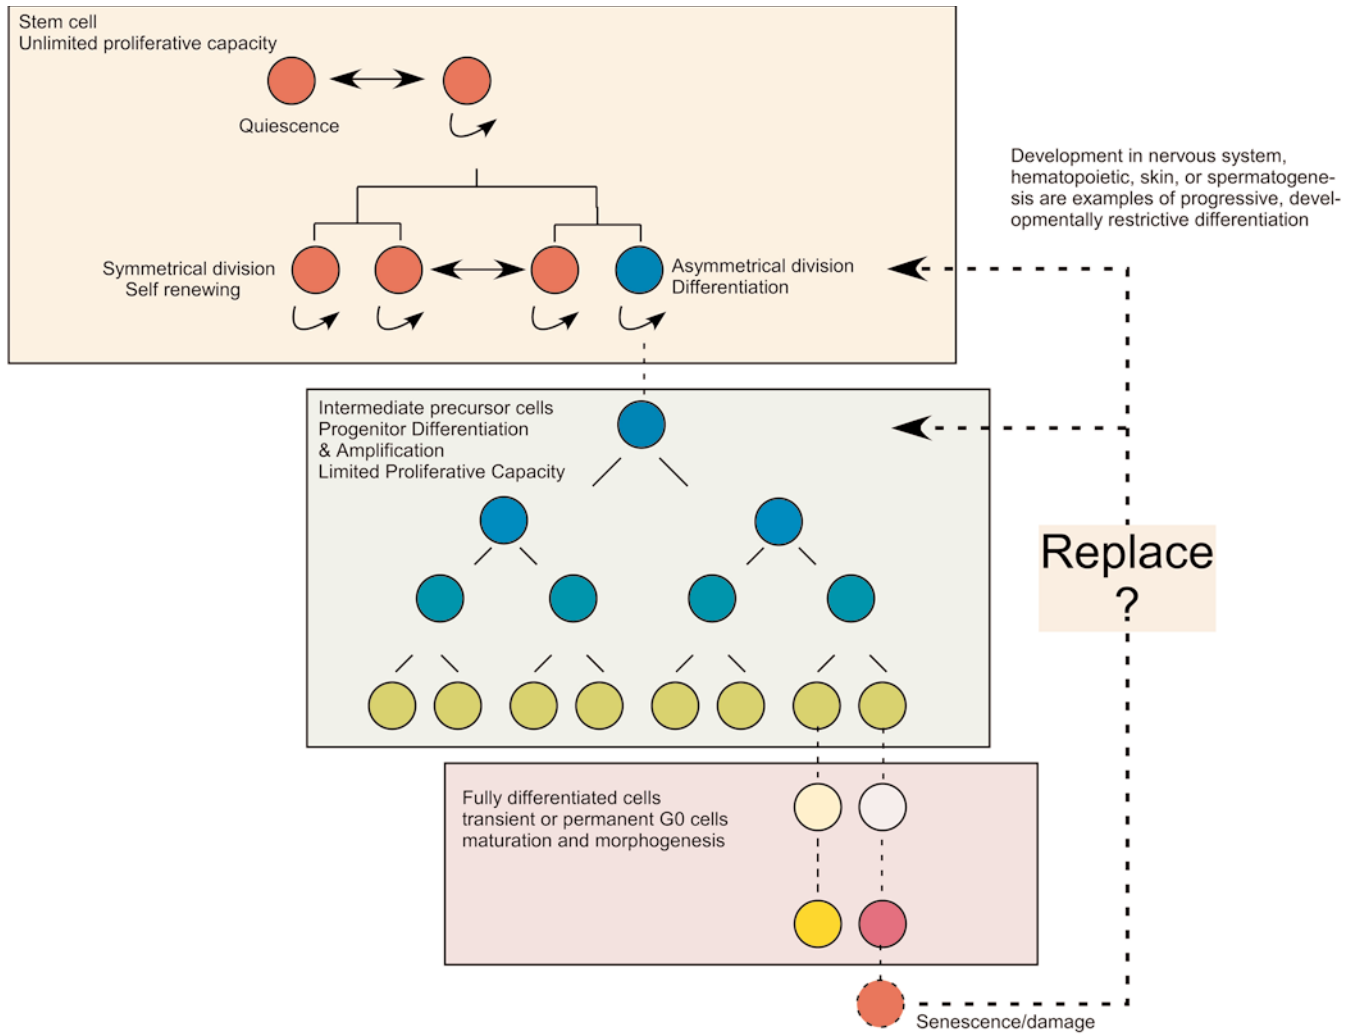 Stem cell
Unlimited proliferative capacity
Quiescence
Development in nervous system,
hematopoietic, skin, or spermatogene-
sis are examples of progressive, devel-
opmentally restrictive differentiation
Symmetrical division
Self renewing
Asymmetrical division
Differentiation
Intermediate precursor cells
Progenitor Differentiation
& Amplification
Limited Proliferative Capacity
Replace
?
Fully differentiated cells
transient or permanent G0 cells
maturation and morphogenesis
Senescence/damage